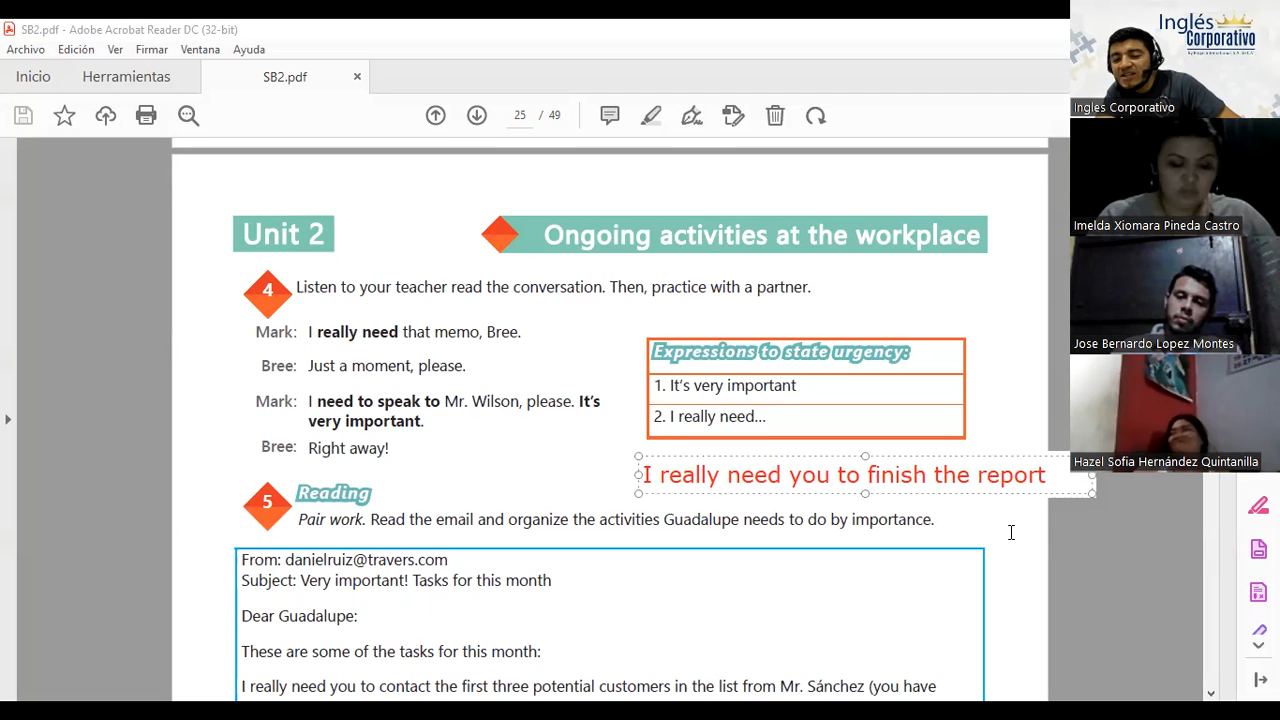 SB2.pdf - Adobe Acrobat Reader DC (32-bit)
Archivo Edición Ver Firmar Ventana Ayuda
Inicio Herramientas SB2.pdf ×
25 / 49
Unit 2 Ongoing activities at the workplace
4 Listen to your teacher read the conversation. Then, practice with a partner.
Mark: I really need that memo, Bree.
Bree: Just a moment, please.
Mark: I need to speak to Mr. Wilson, please. It's
very important.
Bree: Right away!
Expressions to state urgency:
1. It's very important
2. I really need...
I really need you to finish the report
5 Reading
Pair work. Read the email and organize the activities Guadalupe needs to do by importance.
From: danielruiz@travers.com
Subject: Very important! Tasks for this month
Dear Guadalupe:
These are some of the tasks for this month:
I really need you to contact the first three potential customers in the list from Mr. Sánchez (you have
Inglés
Corporativo
Ingles Corporativo
Imelda Xiomara Pineda Castro
Jose Bernardo Lopez Montes
Hazel Sofía Hernández Quintanilla